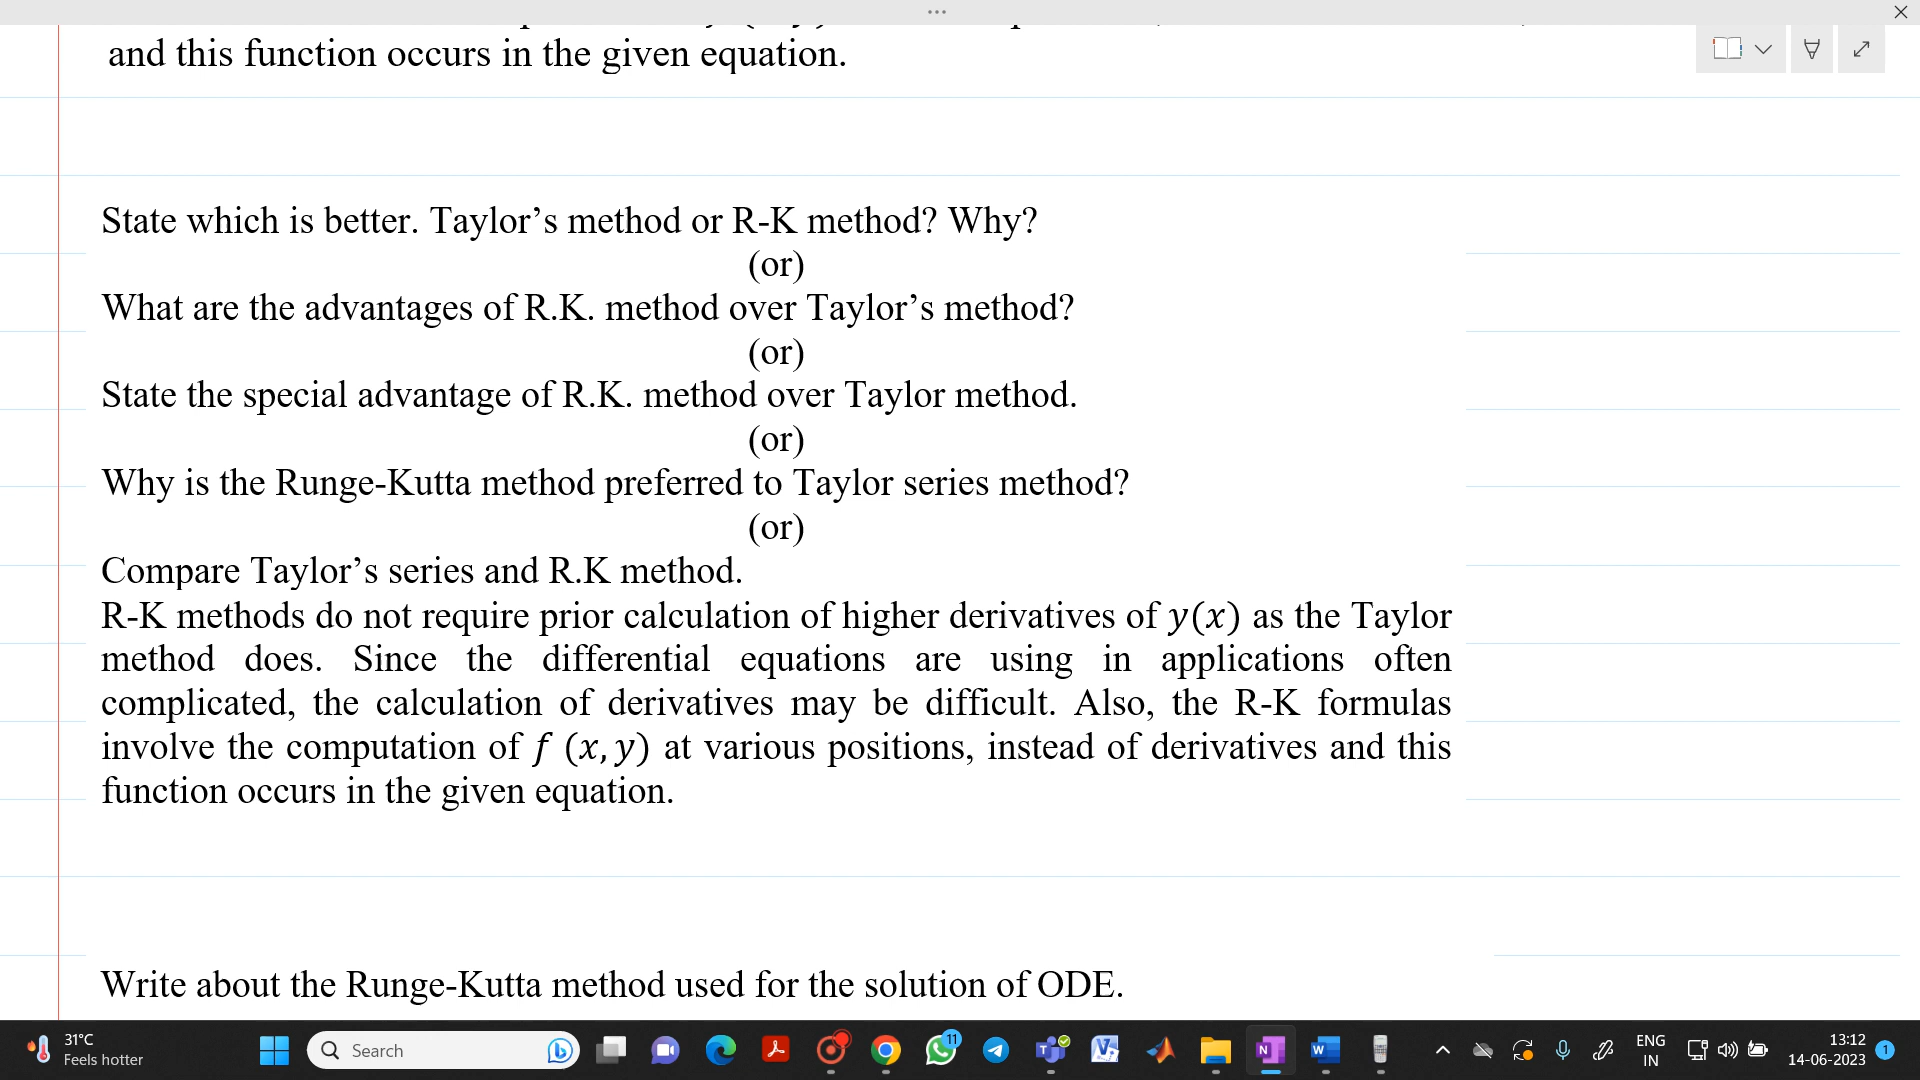 and this function occurs in the given equation.
State which is better. Taylor’s method or R-K method? Why?
(or)
What are the advantages of R.K. method over Taylor’s method?
(or)
State the special advantage of R.K. method over Taylor method.
(or)
Why is the Runge-Kutta method preferred to Taylor series method?
(or)
Compare Taylor’s series and R.K method.
R-K methods do not require prior calculation of higher derivatives of y(x) as the Taylor
method does. Since the differential equations are using in applications often
complicated, the calculation of derivatives may be difficult. Also, the R-K formulas
involve the computation of f (x, y) at various positions, instead of derivatives and this
function occurs in the given equation.
Write about the Runge-Kutta method used for the solution of ODE.
31°C
Feels hotter
Search
11
ENG
IN
13:12
14-06-2023
1